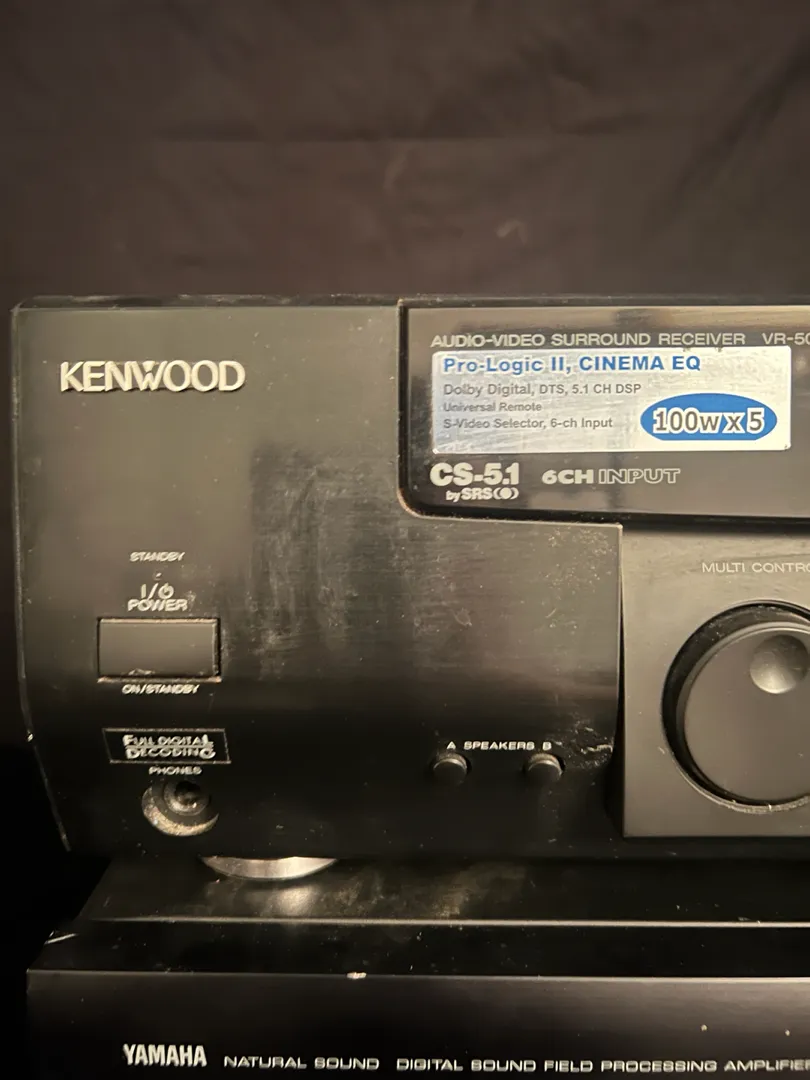 KENWOOD
AUDIO-VIDEO SURROUND RECEIVER VR-50
Pro-Logic II, CINEMA EQ
Dolby Digital, DTS, 5.1 CH DSP
Universal Remote
S-Video Selector, 6-ch Input
100w x 5
CS-5.1
by SRS
6CH INPUT
STANDBY
POWER
ON/STANDBY
MULTI CONTRO
FULL DIGITAL
DECODING
PHONES
A SPEAKERS B
YAMAHA NATURAL SOUND DIGITAL SOUND FIELD PROCESSING AMPLIFIER